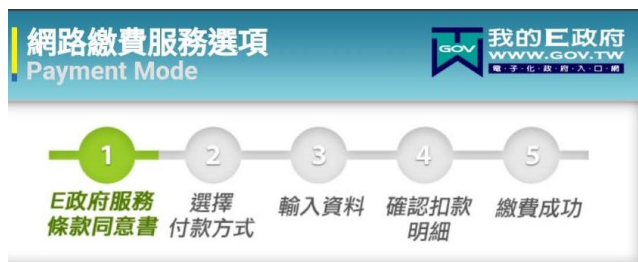 網路繳費服務選項
Payment Mode
GOV
我的E政府
WWW.GOV.TW
電‧子‧化‧政‧府‧入‧口‧網
1
2
3
4
5
E政府服務
條款同意書
選擇
付款方式
輸入資料
確認扣款
明細
繳費成功